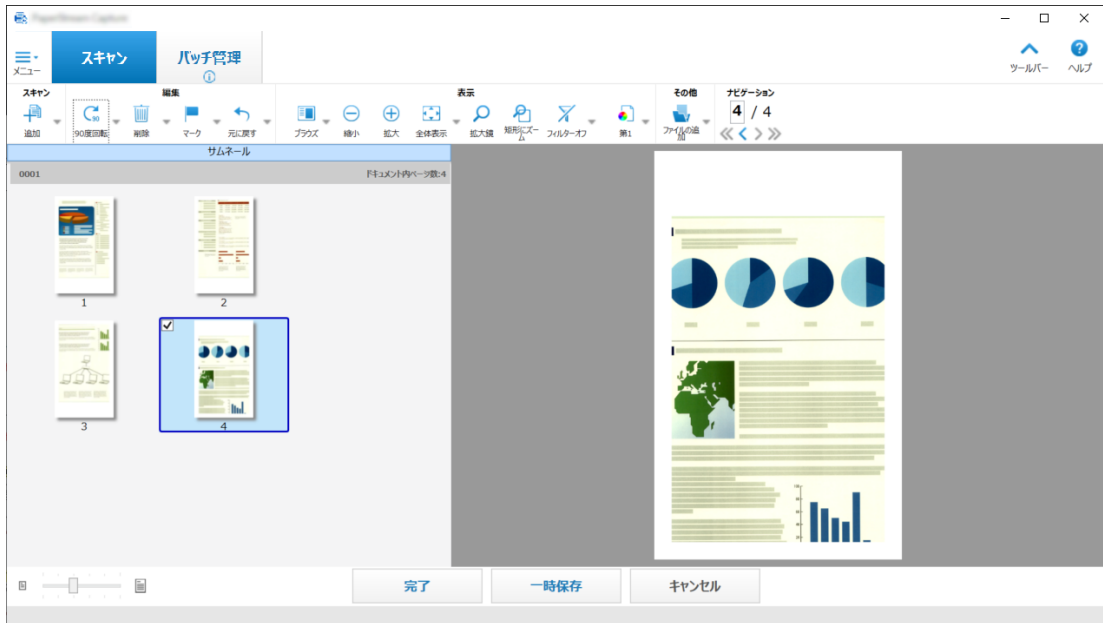 PaperStream Capture
メニュー
スキャン
バッチ管理
ツールバー
ヘルプ
スキャン
編集
表示
その他
ナビゲーション
追加
90度回転
削除
マーク
元に戻す
ブラウズ
縮小
拡大
全体表示
拡大鏡
矩形にズーム
フィルターオフ
第1
ファイルの追加
4 / 4
サムネール
0001
ドキュメント内ページ数:4
1
2
3
4
完了
一時保存
キャンセル